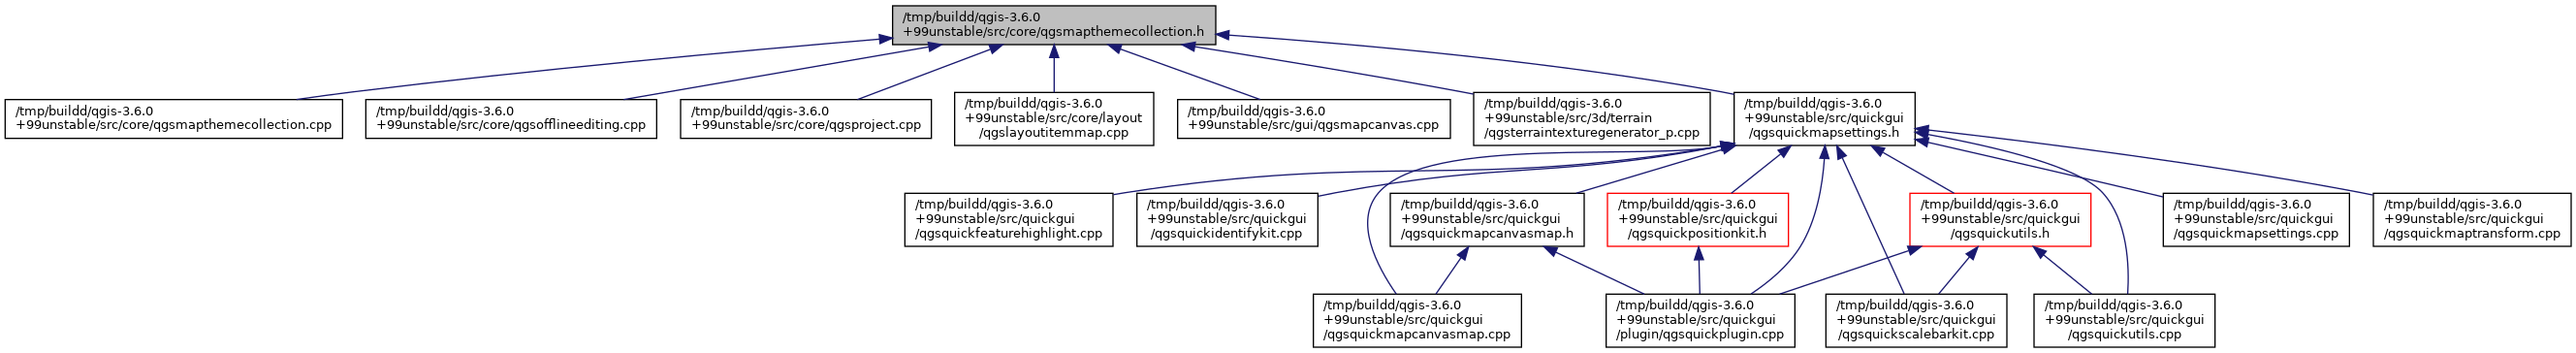 /tmp/buildd/qgis-3.6.0
+99unstable/src/core/qgsmapthemecollection.h
/tmp/buildd/qgis-3.6.0
+99unstable/src/core/qgsmapthemecollection.cpp
/tmp/buildd/qgis-3.6.0
+99unstable/src/core/qgsofflineediting.cpp
/tmp/buildd/qgis-3.6.0
+99unstable/src/core/qgsproject.cpp
/tmp/buildd/qgis-3.6.0
+99unstable/src/core/layout
/qgslayoutitemmap.cpp
/tmp/buildd/qgis-3.6.0
+99unstable/src/gui/qgsmapcanvas.cpp
/tmp/buildd/qgis-3.6.0
+99unstable/src/3d/terrain
/qgsterraintexturegenerator_p.cpp
/tmp/buildd/qgis-3.6.0
+99unstable/src/quickgui
/qgsquickmapsettings.h
/tmp/buildd/qgis-3.6.0
+99unstable/src/quickgui
/qgsquickfeaturehighlight.cpp
/tmp/buildd/qgis-3.6.0
+99unstable/src/quickgui
/qgsquickidentifykit.cpp
/tmp/buildd/qgis-3.6.0
+99unstable/src/quickgui
/qgsquickmapcanvasmap.h
/tmp/buildd/qgis-3.6.0
+99unstable/src/quickgui
/qgsquickpositionkit.h
/tmp/buildd/qgis-3.6.0
+99unstable/src/quickgui
/qgsquickutils.h
/tmp/buildd/qgis-3.6.0
+99unstable/src/quickgui
/qgsquickmapsettings.cpp
/tmp/buildd/qgis-3.6.0
+99unstable/src/quickgui
/qgsquickmaptransform.cpp
/tmp/buildd/qgis-3.6.0
+99unstable/src/quickgui
/qgsquickmapcanvasmap.cpp
/tmp/buildd/qgis-3.6.0
+99unstable/src/quickgui
/plugin/qgsquickplugin.cpp
/tmp/buildd/qgis-3.6.0
+99unstable/src/quickgui
/qgsquickscalebarkit.cpp
/tmp/buildd/qgis-3.6.0
+99unstable/src/quickgui
/qgsquickutils.cpp